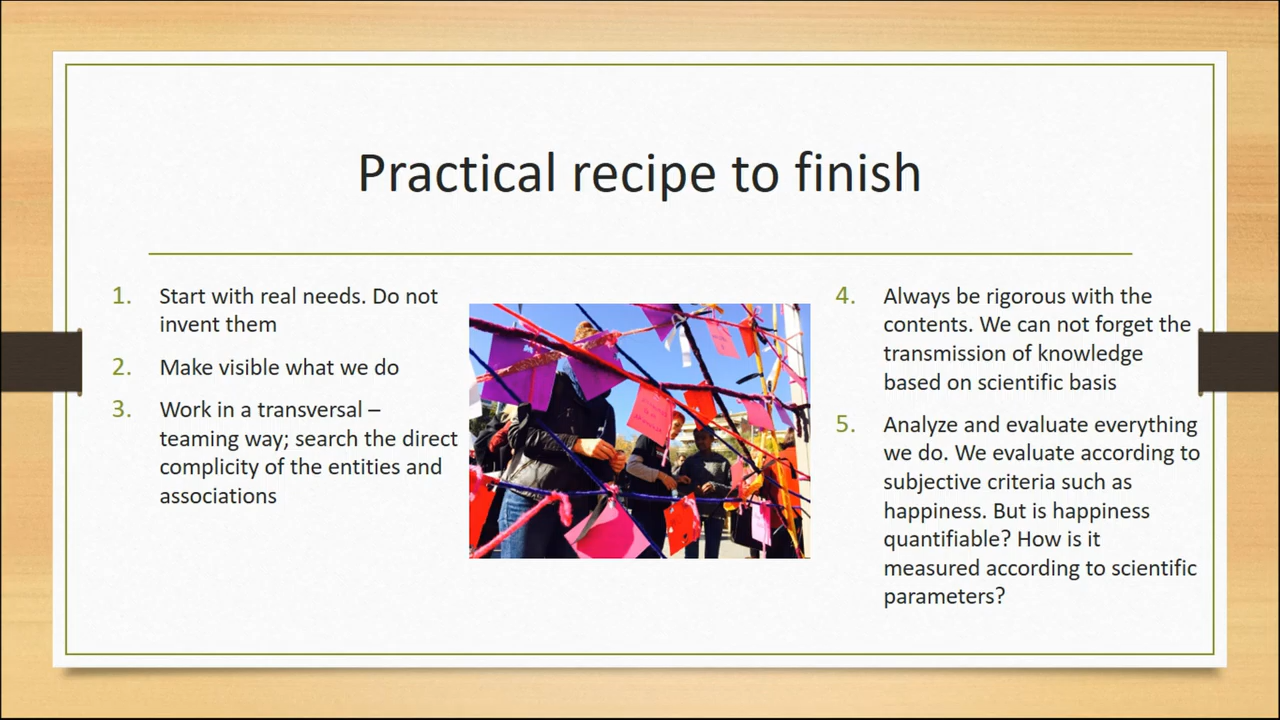 Practical recipe to finish
1. Start with real needs. Do not
invent them
2. Make visible what we do
3. Work in a transversal –
teaming way; search the direct
complicity of the entities and
associations
4. Always be rigorous with the
contents. We can not forget the
transmission of knowledge
based on scientific basis
5. Analyze and evaluate everything
we do. We evaluate according to
subjective criteria such as
happiness. But is happiness
quantifiable? How is it
measured according to scientific
parameters?